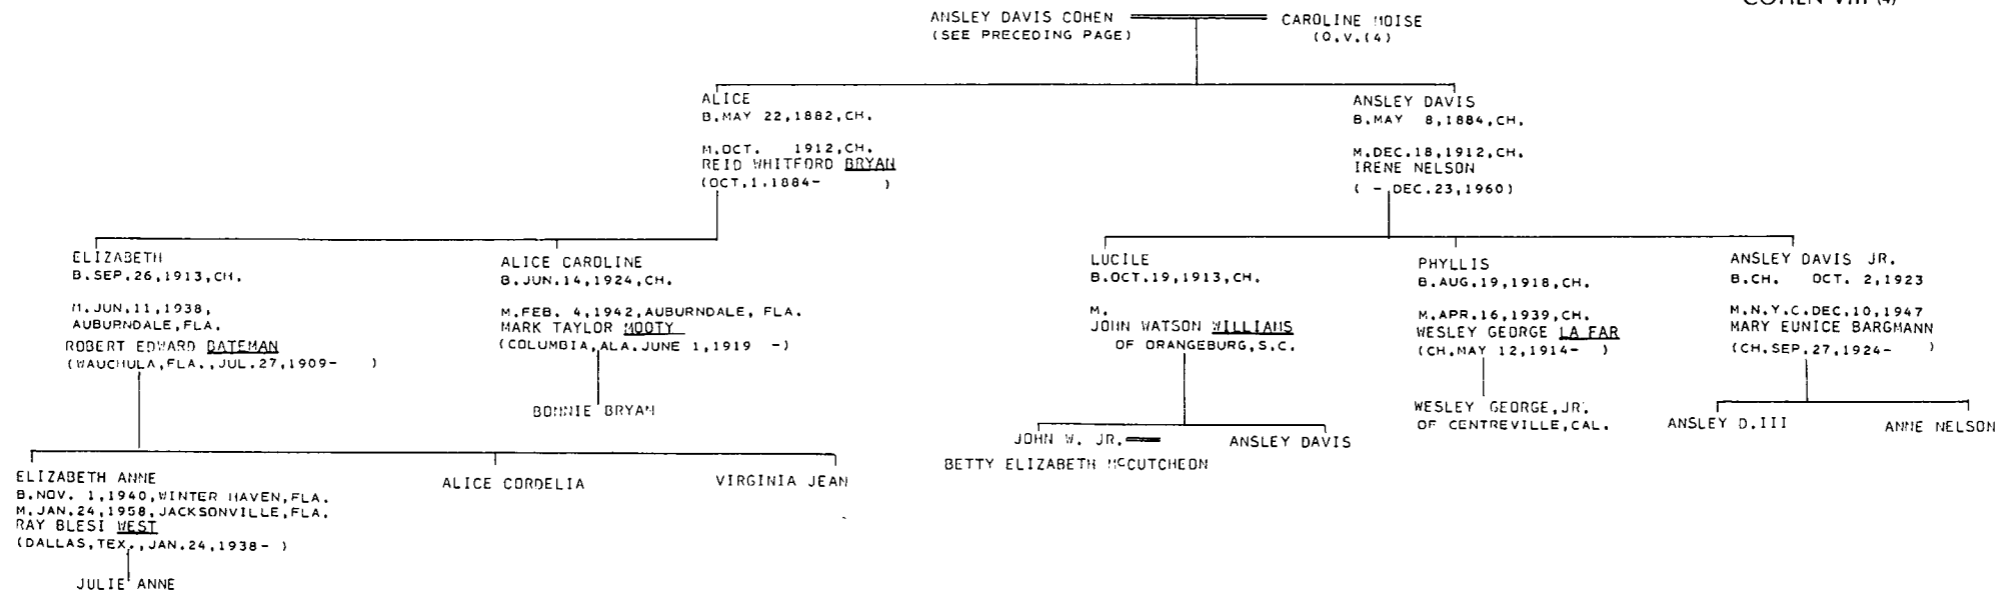 COHEN VIII (4)
ANSLEY DAVIS COHEN
(SEE PRECEDING PAGE)
CAROLINE MOISE
(Q.V.(4)
ALICE
B.MAY 22,1882,CH.
M.OCT. 1912,CH.
REID WHITFORD BRYAN
(OCT,1.1884- )
ANSLEY DAVIS
B.MAY 8,1884,CH.
M.DEC.18,1912,CH.
IRENE NELSON
( - DEC.23,1960)
ELIZABETH
B.SEP.26,1913,CH.
M.JUN.11,1938,
AUBURNDALE,FLA.
ROBERT EDWARD BATEMAN
(WAUCHULA,FLA.,JUL.27,1909- )
ALICE CAROLINE
B.JUN.14,1924,CH.
M.FEB. 4,1942,AUBURNDALE, FLA.
MARK TAYLOR MOOTY
(COLUMBIA,ALA.JUNE 1,1919 -)
BONNIE BRYAN
LUCILE
B.OCT.19,1913,CH.
M.
JOHN WATSON WILLIAMS
OF ORANGEBURG,S.C.
PHYLLIS
B.AUG.19,1918,CH.
M.APR.16,1939,CH.
WESLEY GEORGE LA FAR
(CH.MAY 12,1914- )
WESLEY GEORGE,JR.
OF CENTREVILLE,CAL.
ANSLEY DAVIS JR.
B.CH. OCT. 2,1923
M.N.Y.C.DEC.10,1947
MARY EUNICE BARGMANN
(CH.SEP.27,1924- )
ANSLEY D.III
ANNE NELSON
JOHN W. JR.
BETTY ELIZABETH MCCUTCHEON
ANSLEY DAVIS
ELIZABETH ANNE
B.NOV. 1,1940,WINTER HAVEN,FLA.
M.JAN.24,1958,JACKSONVILLE,FLA.
RAY BLESI WEST
(DALLAS,TEX.,JAN.24,1938- )
JULIE ANNE
ALICE CORDELIA
VIRGINIA JEAN